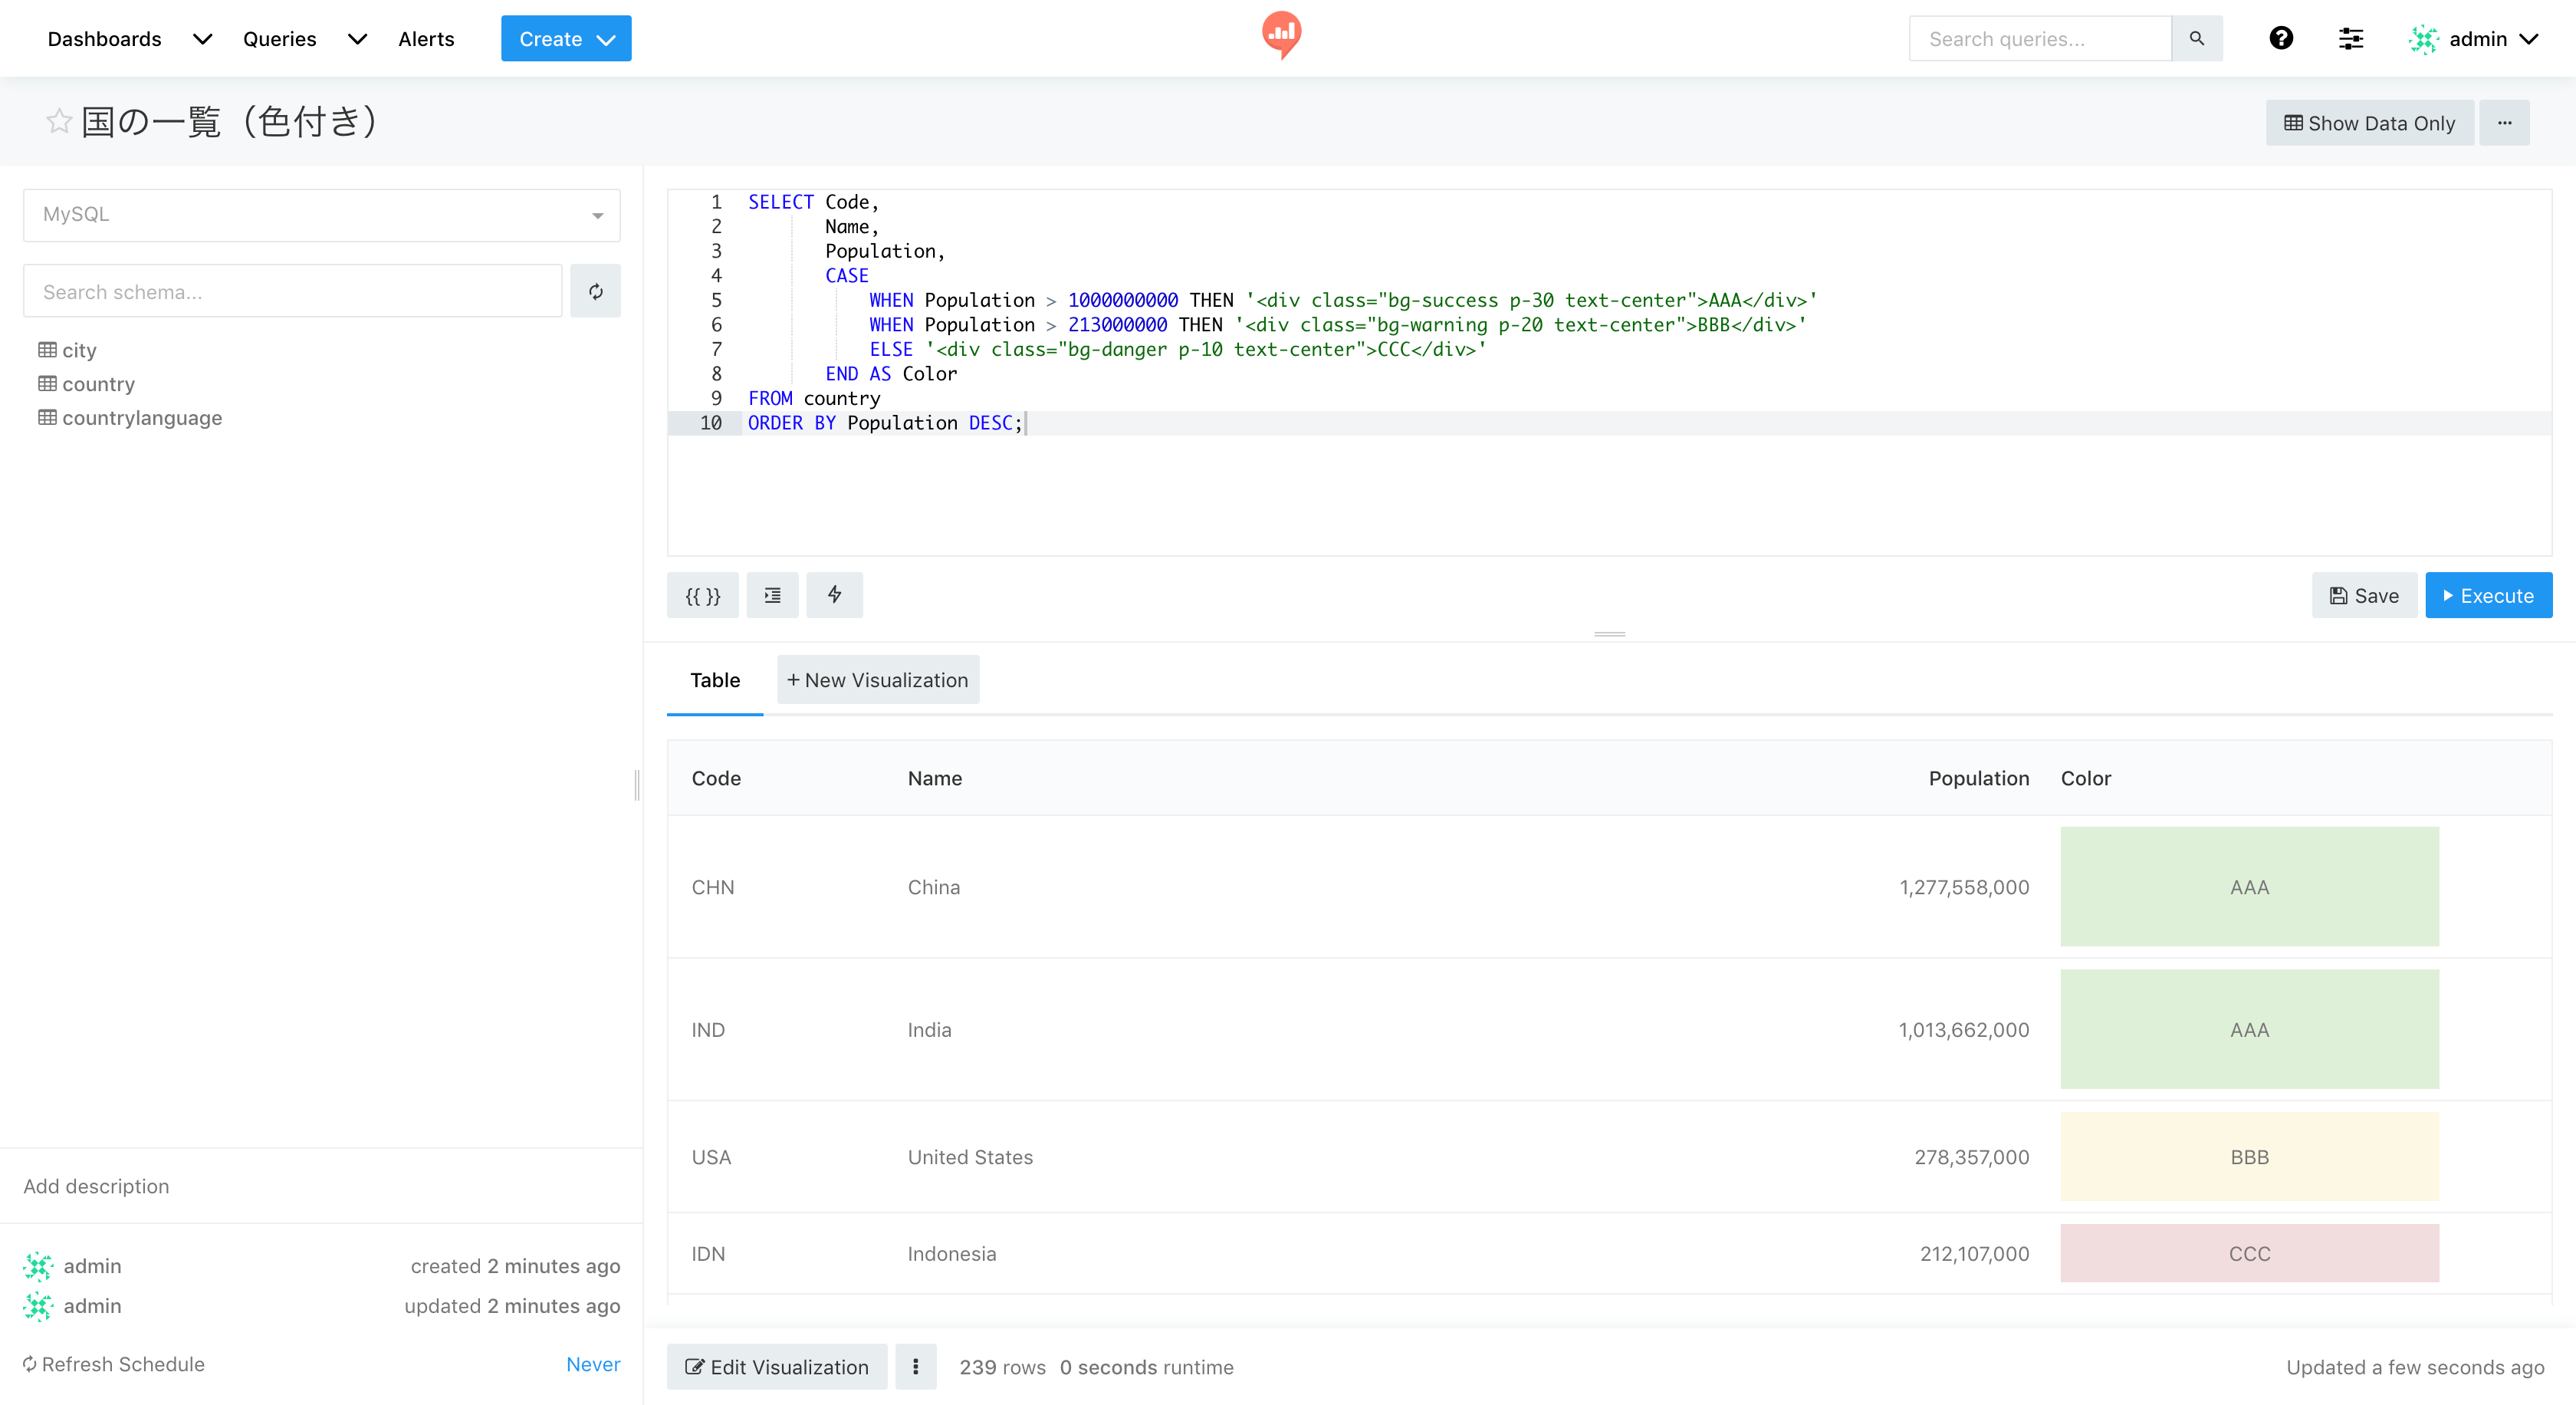 Dashboards Queries Alerts Create Search queries... admin
国の一覧（色付き） Show Data Only ...
MySQL
Search schema...
city
country
countrylanguage
Add description
admin created 2 minutes ago
admin updated 2 minutes ago
Refresh Schedule Never
1 SELECT Code,
2 Name,
3 Population,
4 CASE
5 WHEN Population > 1000000000 THEN '<div class="bg-success p-30 text-center">AAA</div>'
6 WHEN Population > 213000000 THEN '<div class="bg-warning p-20 text-center">BBB</div>'
7 ELSE '<div class="bg-danger p-10 text-center">CCC</div>'
8 END AS Color
9 FROM country
10 ORDER BY Population DESC;
{{ }} Save Execute
Table + New Visualization
Code Name Population Color
CHN China 1,277,558,000 AAA
IND India 1,013,662,000 AAA
USA United States 278,357,000 BBB
IDN Indonesia 212,107,000 CCC
Edit Visualization 239 rows 0 seconds runtime Updated a few seconds ago